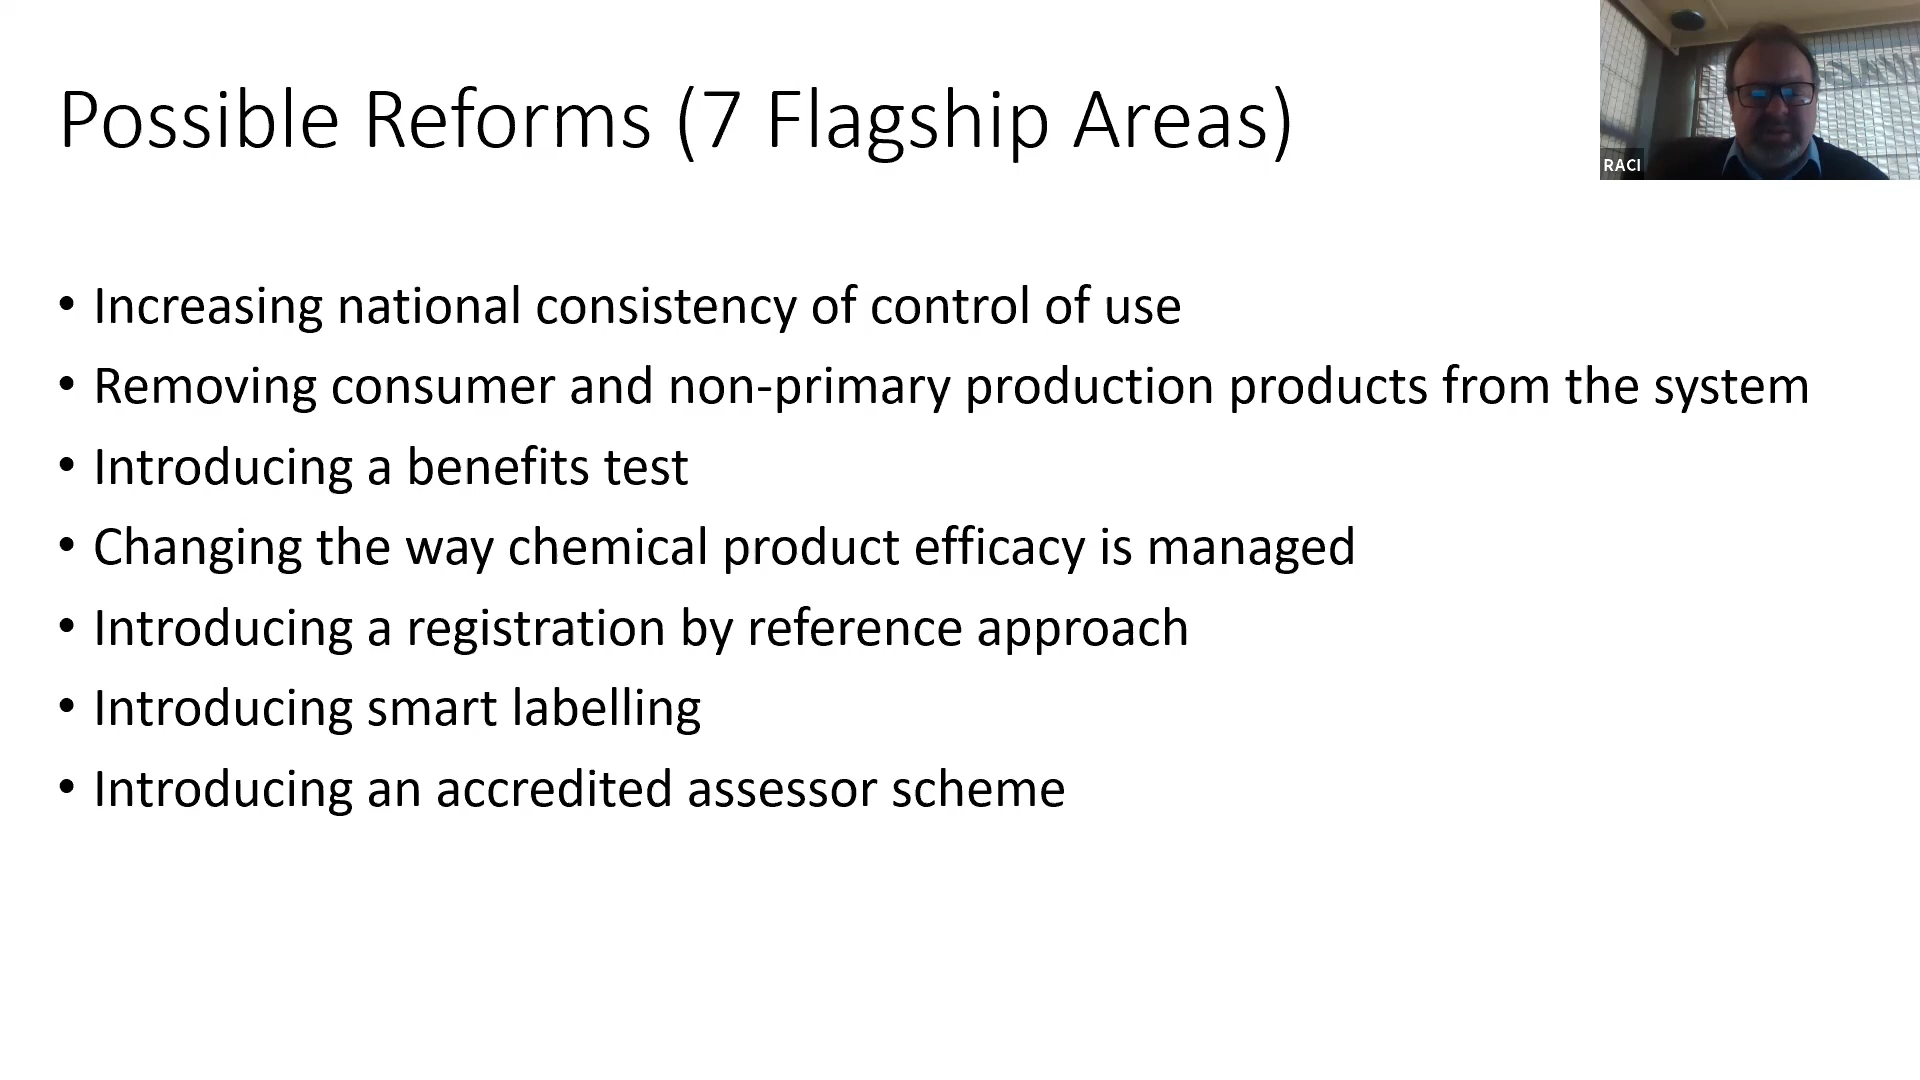 Possible Reforms (7 Flagship Areas)
RACI
• Increasing national consistency of control of use
• Removing consumer and non-primary production products from the system
• Introducing a benefits test
• Changing the way chemical product efficacy is managed
• Introducing a registration by reference approach
• Introducing smart labelling
• Introducing an accredited assessor scheme